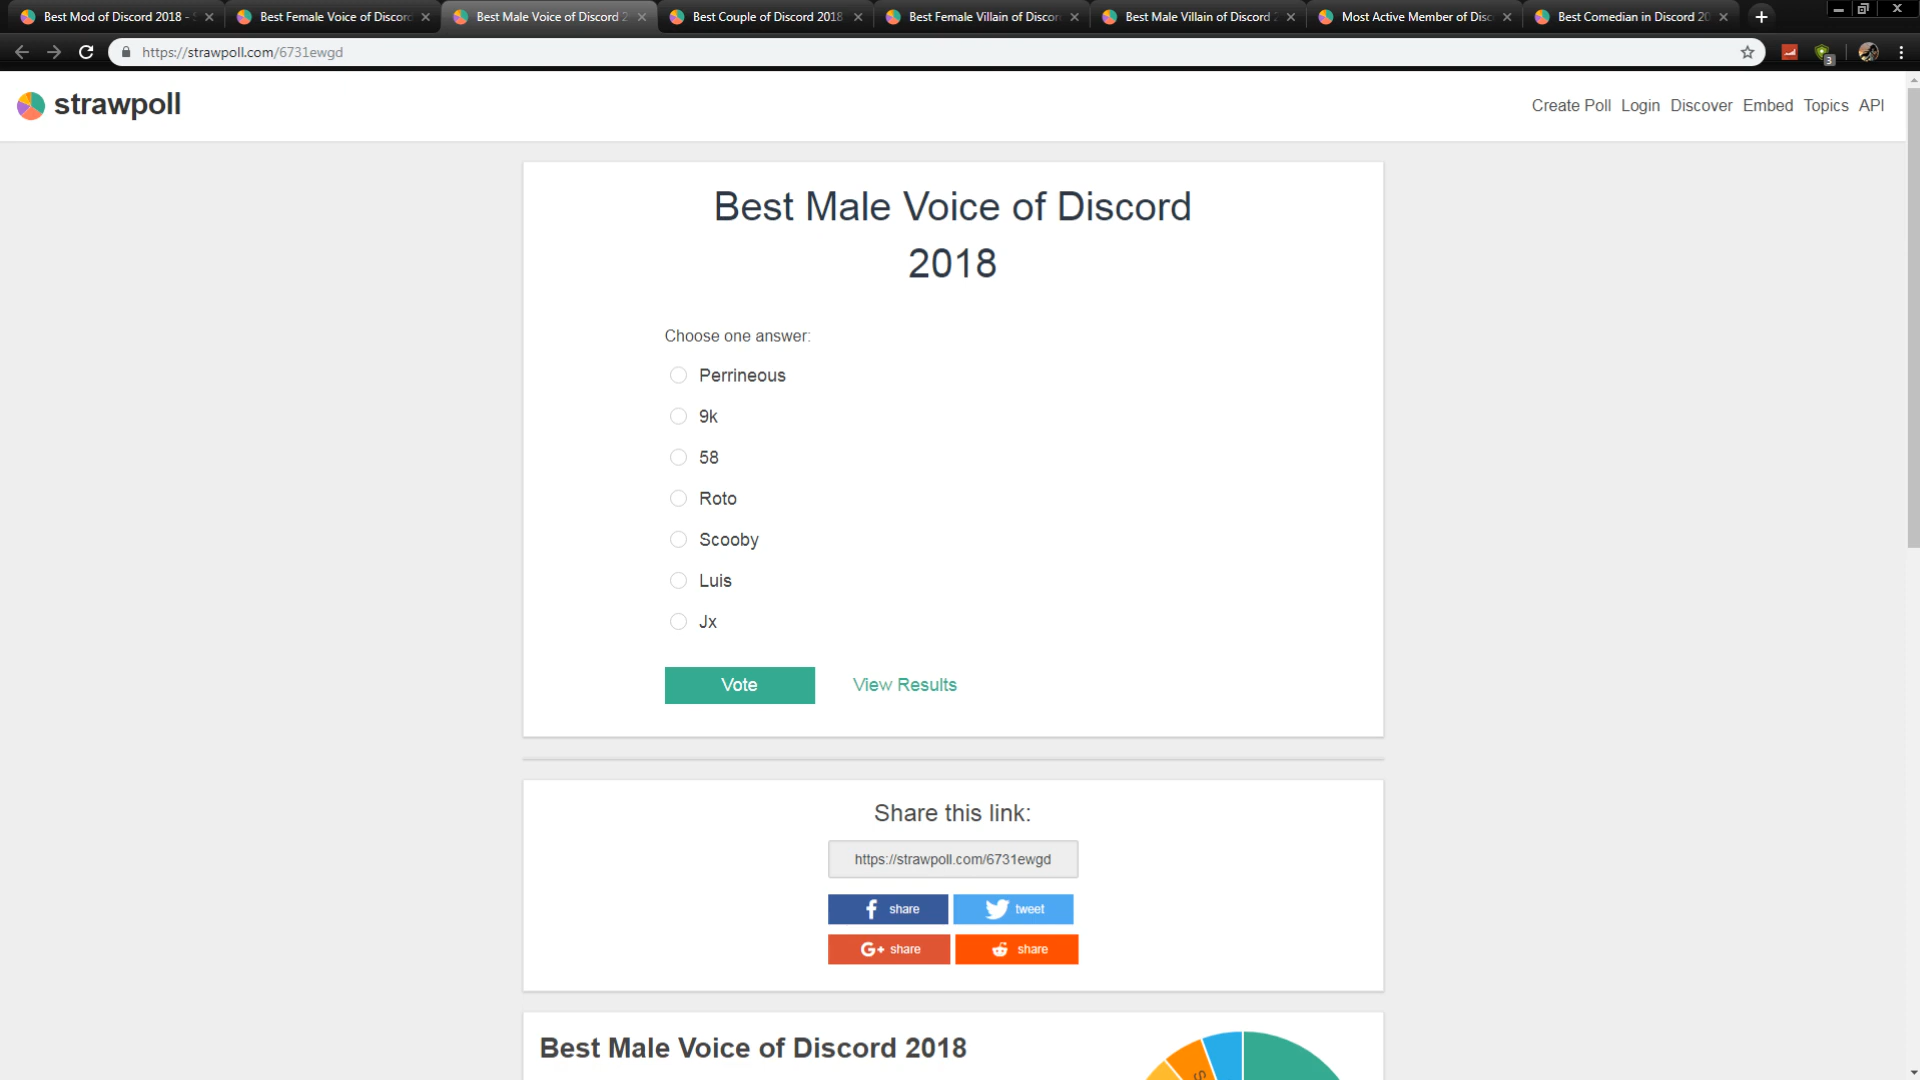 Best Mod of Discord 2018 -
Best Female Voice of Discord
Best Male Voice of Discord 2
Best Couple of Discord 2018
Best Female Villain of Discor
Best Male Villain of Discord 2
Most Active Member of Disc
Best Comedian in Discord 20
https://strawpoll.com/6731ewgd
3
strawpoll
Create Poll Login Discover Embed Topics API
Best Male Voice of Discord
2018
Choose one answer:
Perrineous
9k
58
Roto
Scooby
Luis
Jx
Vote
View Results
Share this link:
https://strawpoll.com/6731ewgd
share
tweet
G+ share
share
Best Male Voice of Discord 2018